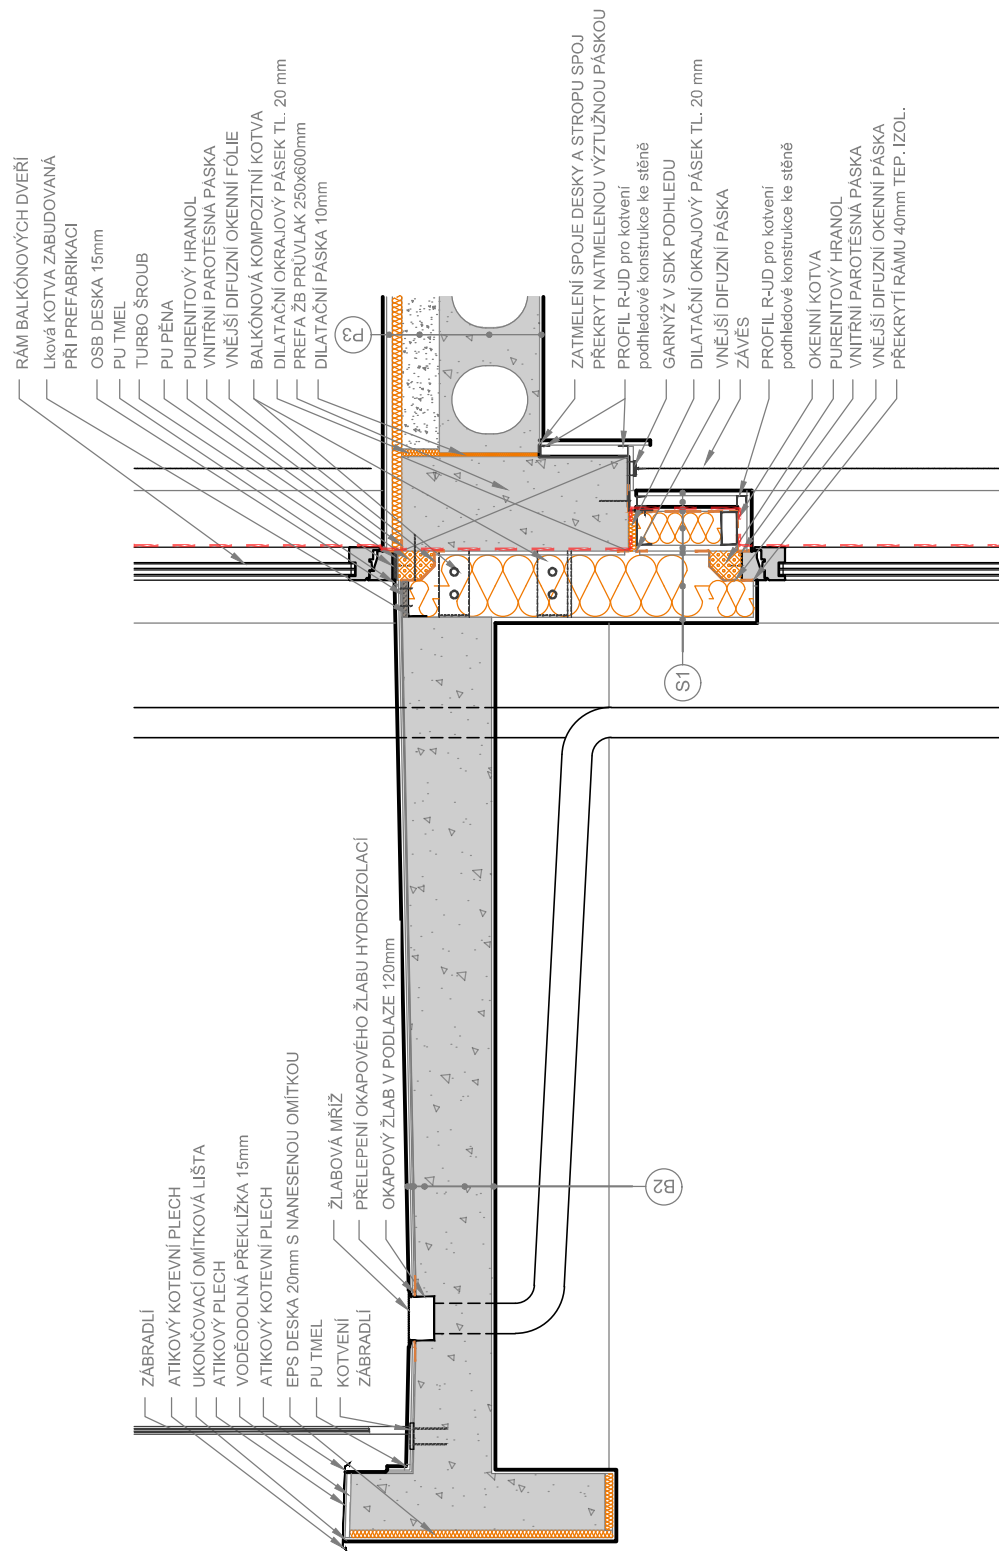 RÁM BALKÓNOVÝCH DVEŘÍ
Lková KOTVA ZABUDOVANÁ
PŘI PREFABRIKACI
OSB DESKA 15mm
PU TMEL
TURBO ŠROUB
PU PĚNA
PURENITOVÝ HRANOL
VNITŘNI PAROTĚSNÁ PÁSKA
VNĚJŠÍ DIFUZNÍ OKENNÍ FÓLIE
BALKÓNOVÁ KOMPOZITNÍ KOTVA
DILATAČNÍ OKRAJOVÝ PÁSEK TL. 20 mm
PREFA ŽB PRŮVLAK 250x600mm
DILATAČNÍ PÁSKA 10mm
ZATMELENÍ SPOJE DESKY A STROPU SPOJ
PŘEKRYT NATMELENOU VÝZTUŽNOU PÁSKOU
PROFIL R-UD pro kotvení
podhledové konstrukce ke stěně
GARNÝŽ V SDK PODHLEDU
DILATAČNÍ OKRAJOVÝ PÁSEK TL. 20 mm
VNĚJŠÍ DIFUZNÍ PÁSKA
ZÁVĚS
PROFIL R-UD pro kotvení
podhledové konstrukce ke stěně
OKENNÍ KOTVA
PURENITOVÝ HRANOL
VNITŘNÍ PAROTĚSNÁ PÁSKA
VNĚJŠÍ DIFUZNÍ OKENNÍ PÁSKA
PŘEKRYTÍ RÁMU 40mm TEP. IZOL.
P3
S1
B2
ZÁBRADLÍ
ATIKOVÝ KOTEVNÍ PLECH
UKONČOVACÍ OMÍTKOVÁ LIŠTA
ATIKOVÝ PLECH
VODĚODOLNÁ PŘEKLIŽKA 15mm
ATIKOVÝ KOTEVNÍ PLECH
EPS DESKA 20mm S NANESENOU OMÍTKOU
PU TMEL
KOTVENÍ
ZÁBRADLÍ
ŽLABOVÁ MŘÍŽ
PŘELEPENÍ OKAPOVÉHO ŽLABU HYDROIZOLACÍ
OKAPOVÝ ŽLAB V PODLAZE 120mm